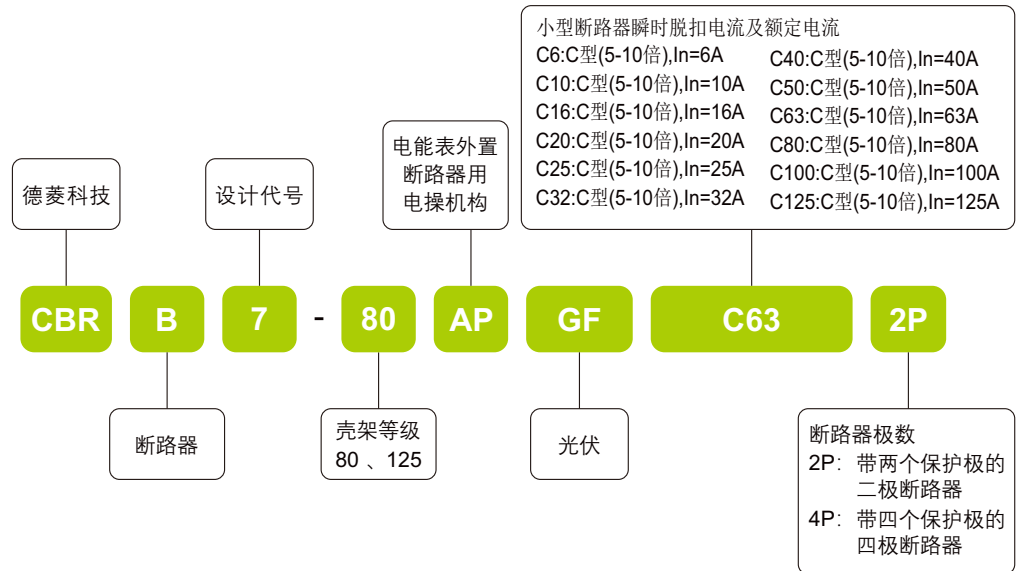 小型断路器瞬时脱扣电流及额定电流
C6:C型(5-10倍),In=6A
C10:C型(5-10倍),In=10A
C16:C型(5-10倍),In=16A
C20:C型(5-10倍),In=20A
C25:C型(5-10倍),In=25A
C32:C型(5-10倍),In=32A
C40:C型(5-10倍),In=40A
C50:C型(5-10倍),In=50A
C63:C型(5-10倍),In=63A
C80:C型(5-10倍),In=80A
C100:C型(5-10倍),In=100A
C125:C型(5-10倍),In=125A
德菱科技
设计代号
电能表外置
断路器用
电操机构
CBR B 7 - 80 AP GF C63 2P
断路器
壳架等级
80 、125
光伏
断路器极数
2P: 带两个保护极的
二极断路器
4P: 带四个保护极的
四极断路器